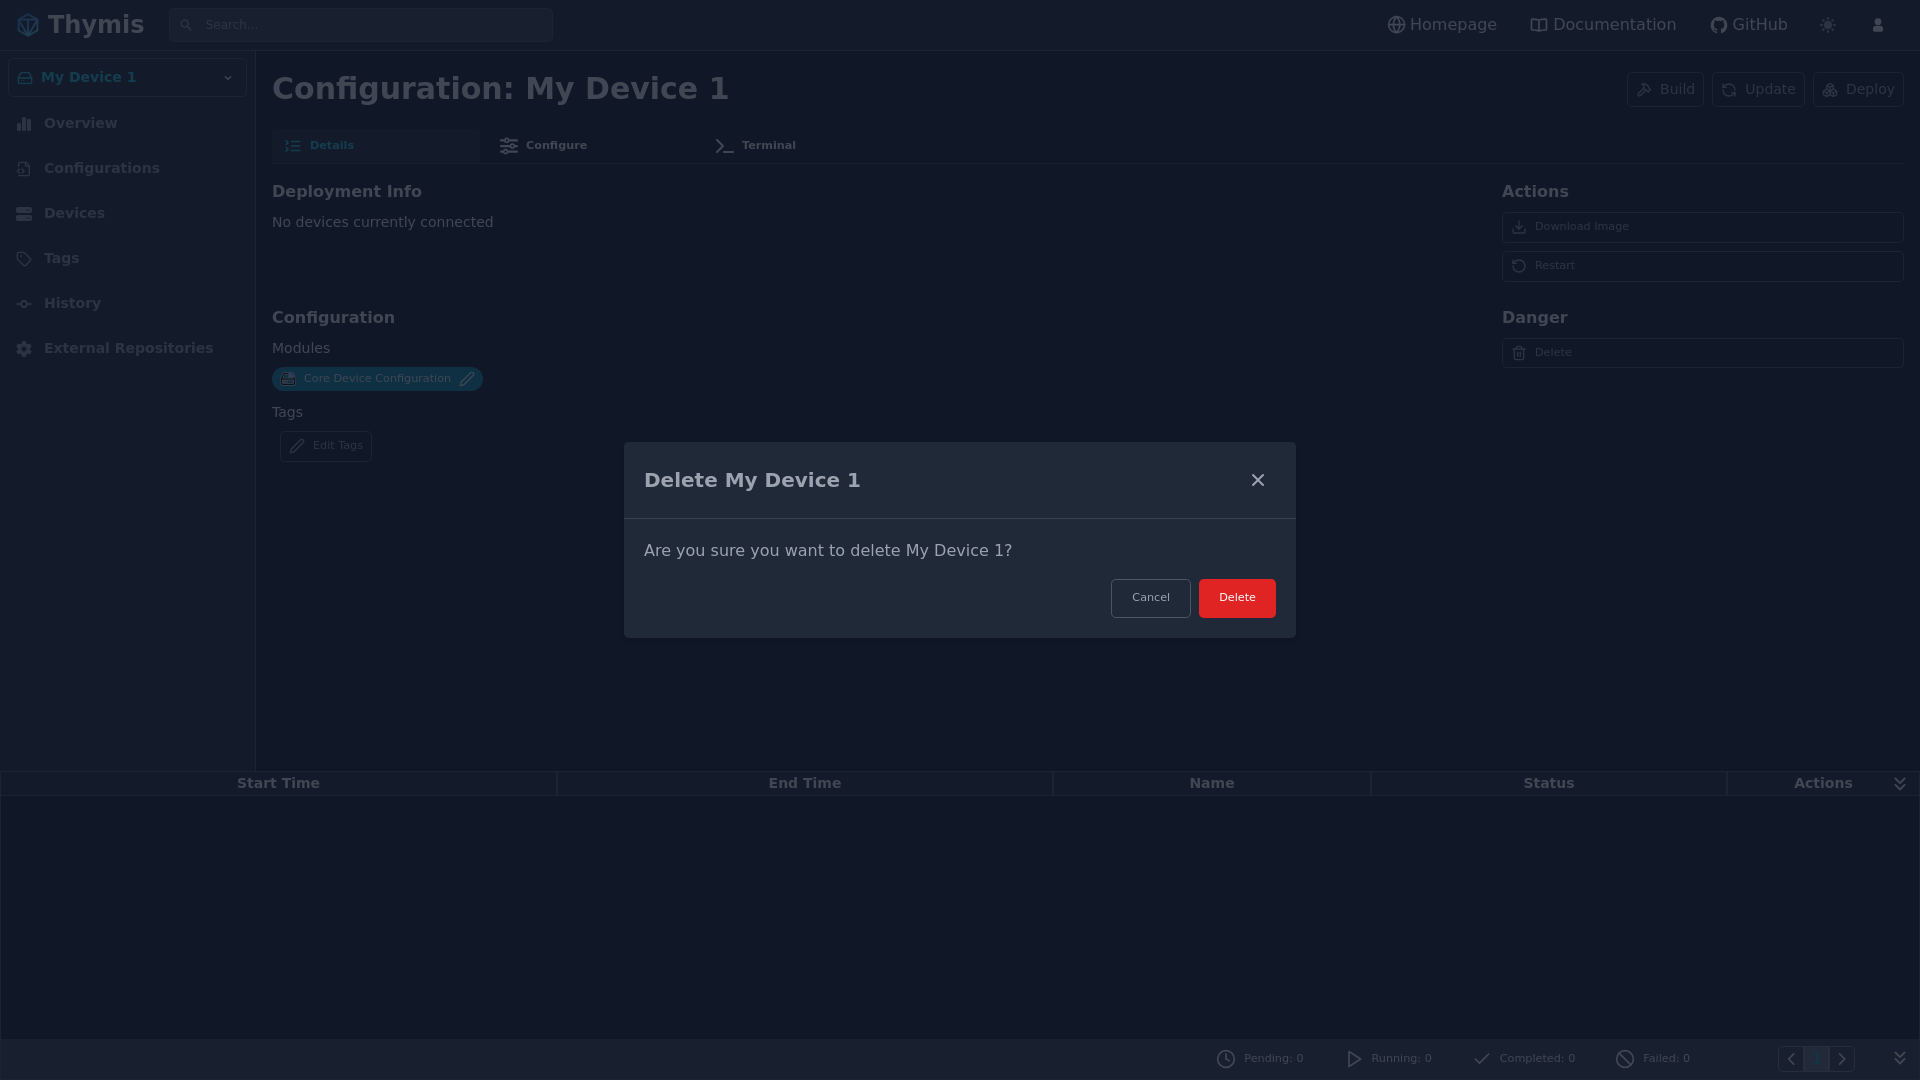 Thymis
Search...
Homepage
Documentation
GitHub
My Device 1
Overview
Configurations
Devices
Tags
History
External Repositories
Configuration: My Device 1
Build
Update
Deploy
Details
Configure
Terminal
Deployment Info
No devices currently connected
Actions
Download Image
Restart
Configuration
Modules
Core Device Configuration
Tags
Edit Tags
Danger
Delete
Delete My Device 1
Are you sure you want to delete My Device 1?
Cancel
Delete
Start Time
End Time
Name
Status
Actions
Pending: 0
Running: 0
Completed: 0
Failed: 0